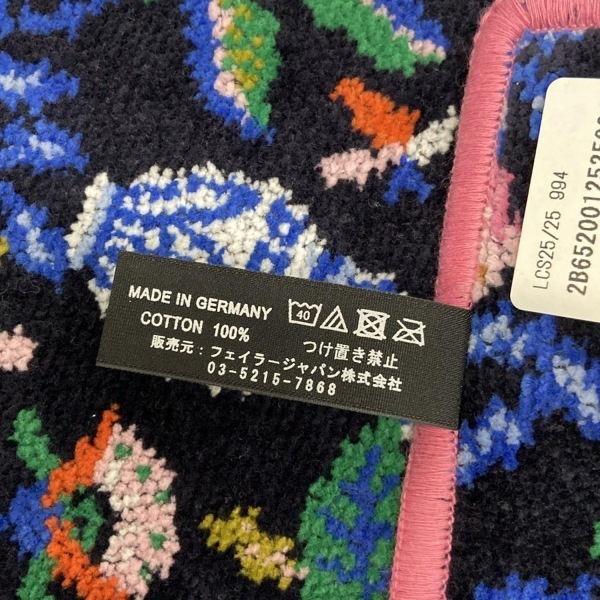 MADE IN GERMANY
COTTON 100%
40
つけ置き禁止
販売元：フェイラージャパン株式会社
03-5215-7868
LCS25/25 994